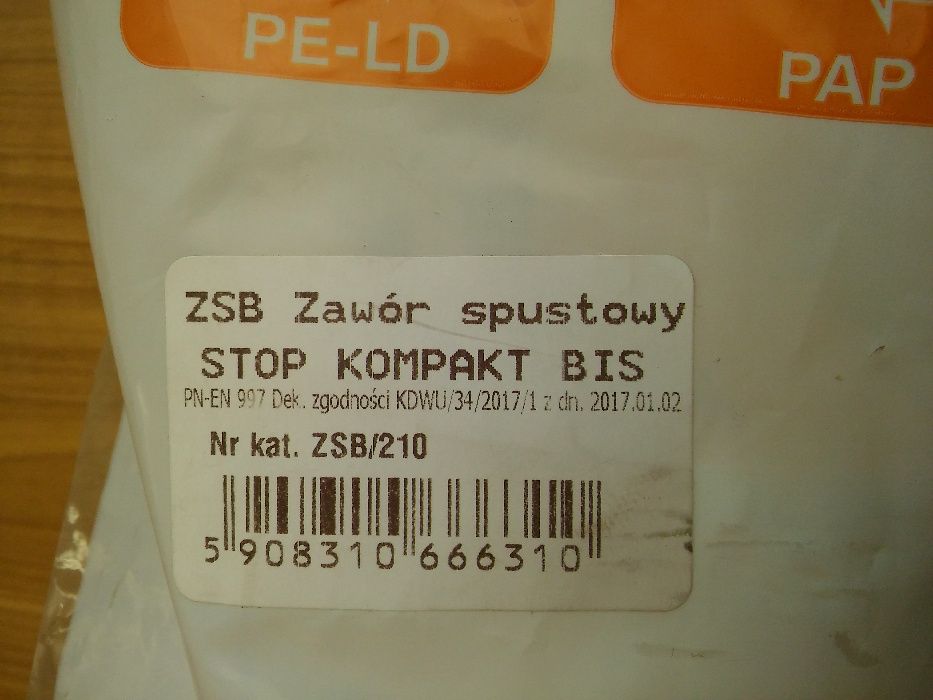 PE-LD
PAP
ZSB Zawór spustowy
STOP KOMPAKT BIS
PN-EN 997 Dek. zgodności KDWU/34/2017/1 z dn. 2017.01.02
Nr kat. ZSB/210
5 908310 666310